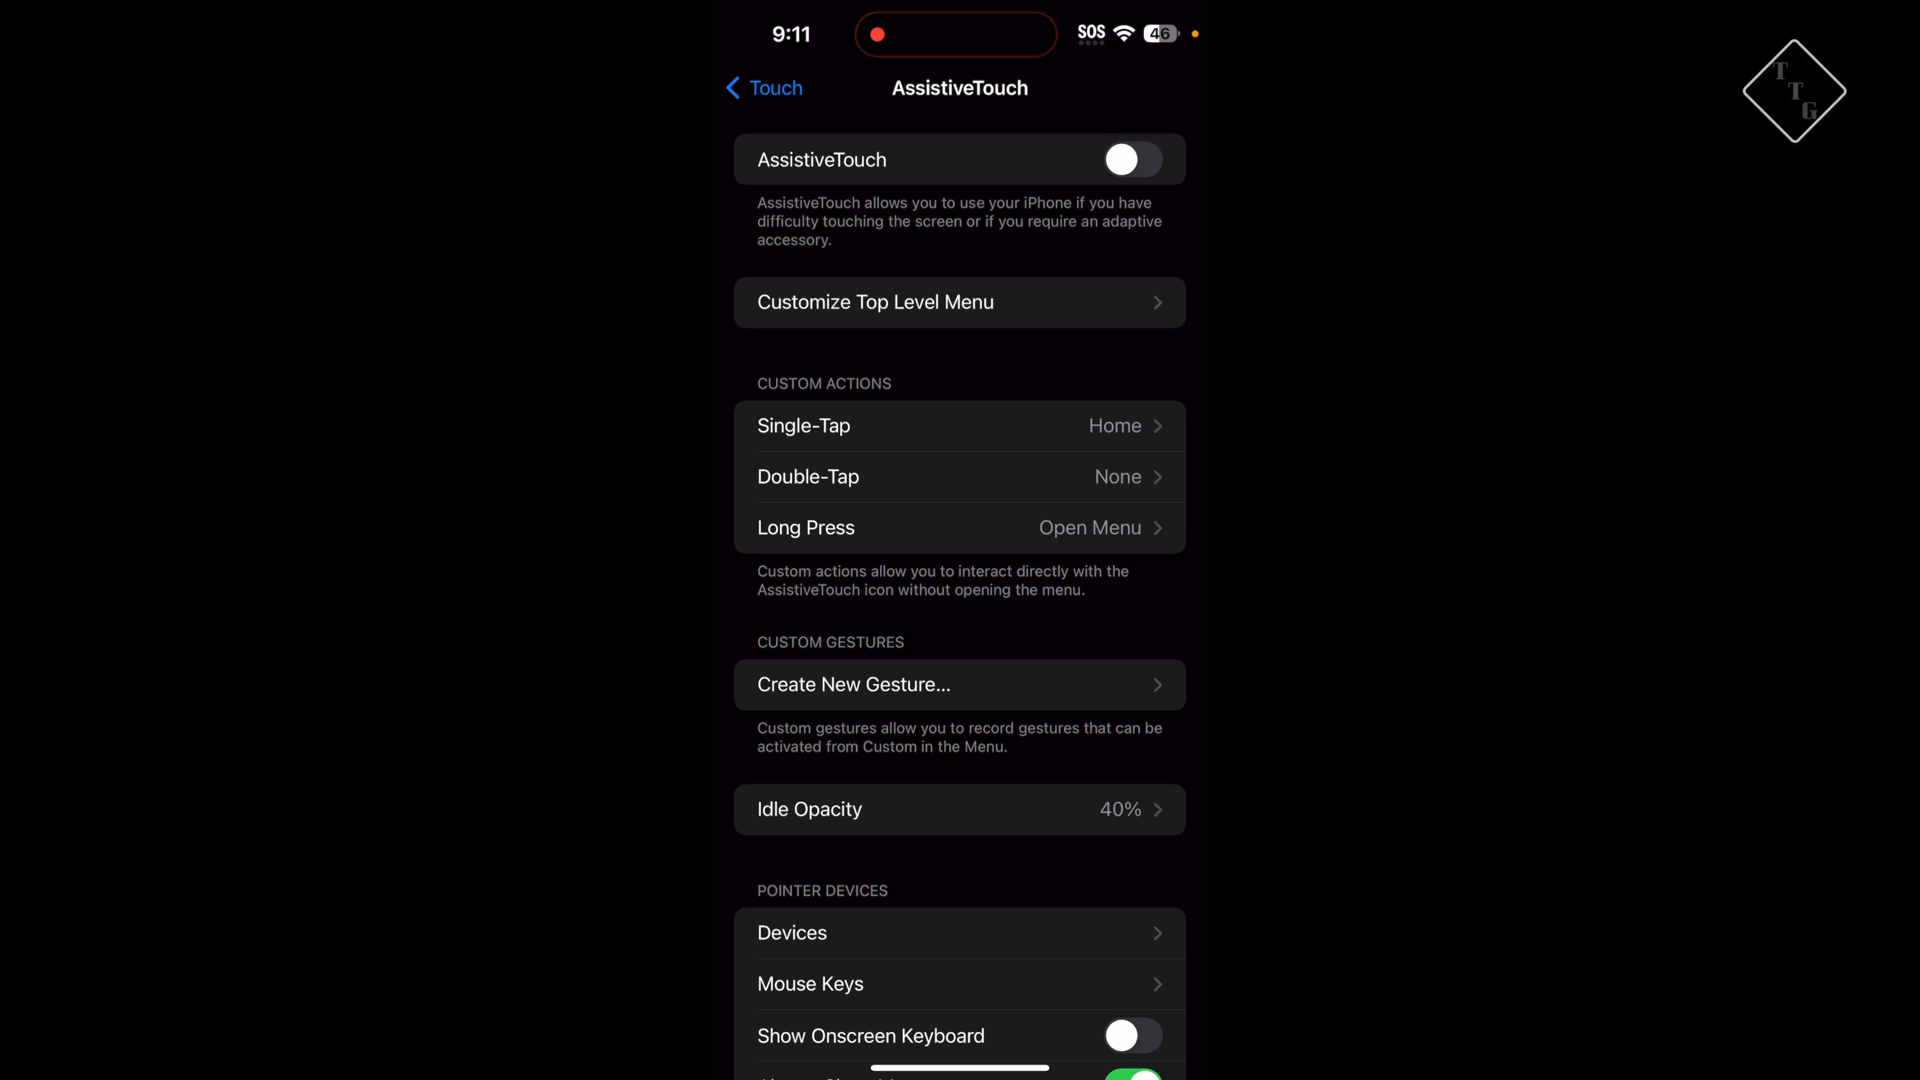 9:11
SOS
46
Touch
AssistiveTouch
T
T
G
AssistiveTouch
AssistiveTouch allows you to use your iPhone if you have
difficulty touching the screen or if you require an adaptive
accessory.
Customize Top Level Menu
CUSTOM ACTIONS
Single-Tap Home
Double-Tap None
Long Press Open Menu
Custom actions allow you to interact directly with the
AssistiveTouch icon without opening the menu.
CUSTOM GESTURES
Create New Gesture...
Custom gestures allow you to record gestures that can be
activated from Custom in the Menu.
Idle Opacity 40%
POINTER DEVICES
Devices
Mouse Keys
Show Onscreen Keyboard